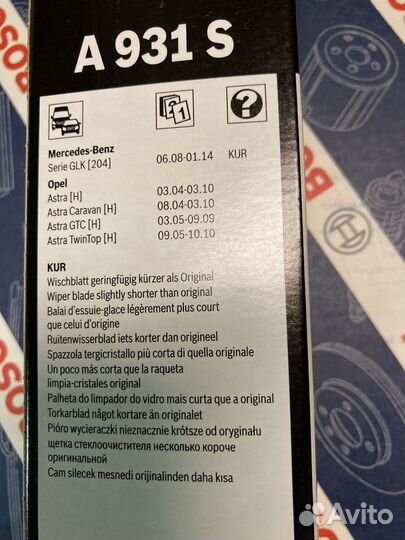 A 931 S
Mercedes-Benz
Serie GLK [204] 06.08-01.14 KUR
Opel
Astra [H] 03.04-03.10
Astra Caravan [H] 08.04-03.10
Astra GTC [H] 03.05-09.09
Astra TwinTop [H] 09.05-10.10
KUR
Wischblatt geringfügig kürzer als Original
Wiper blade slightly shorter than original
Balai d'essuie-glace légèrement plus court
que celui d'origine
Ruitenwisserblad iets korter dan origineel
Spazzola tergicristallo più corta di quella originale
Un poco más corta que la raqueta
limpia-cristales original
Palheta do limpador do vidro mais curta que a original
Torkarblad något kortare än originalet
Pióro wycieraczki nieznacznie krótsze od oryginału
щетка стеклоочистителя несколько короче
оригинальной
Cam silecek mesnedi orijinalinden daha kısa
BOSCH
Avito